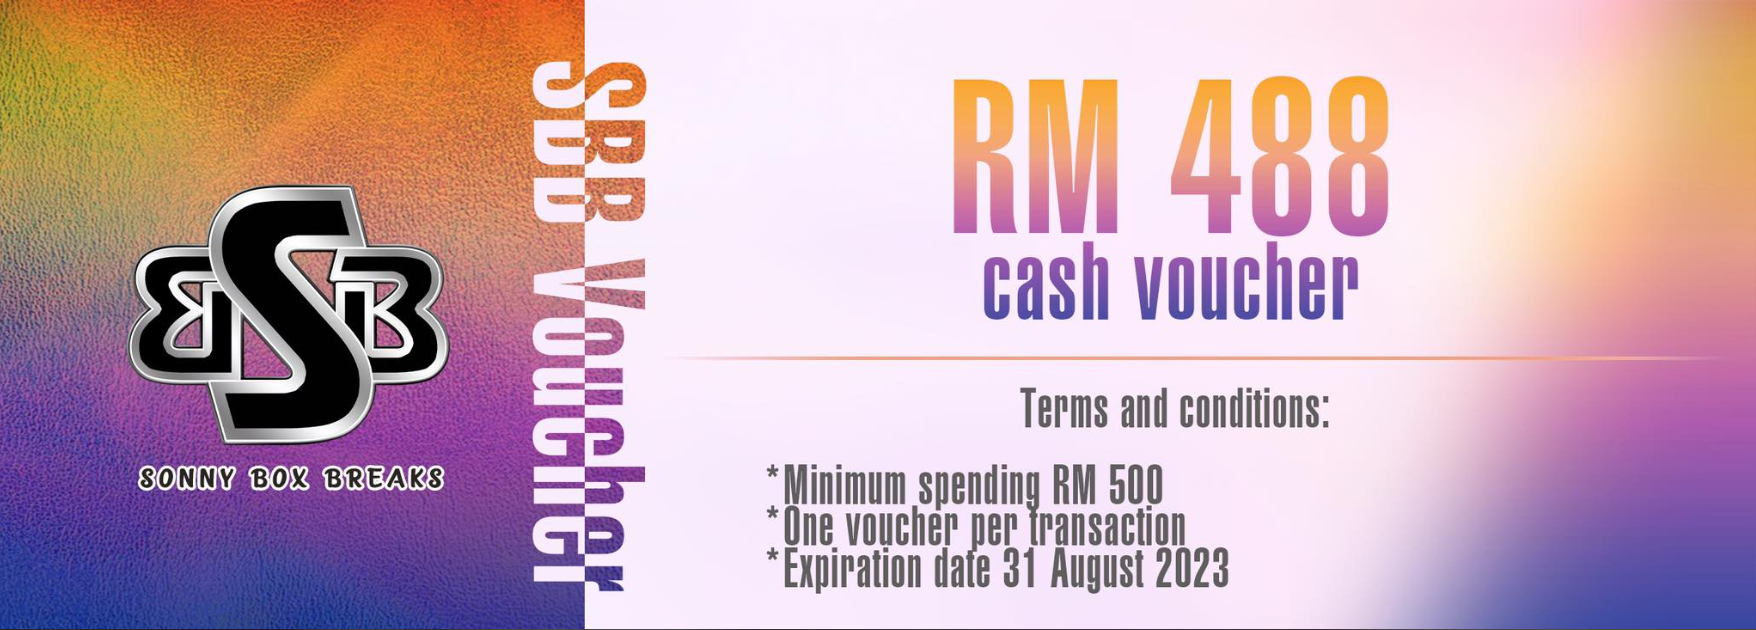 SBB
SONNY BOX BREAKS
SBB Voucher
RM 488
cash voucher
Terms and conditions:
*Minimum spending RM 500
*One voucher per transaction
*Expiration date 31 August 2023